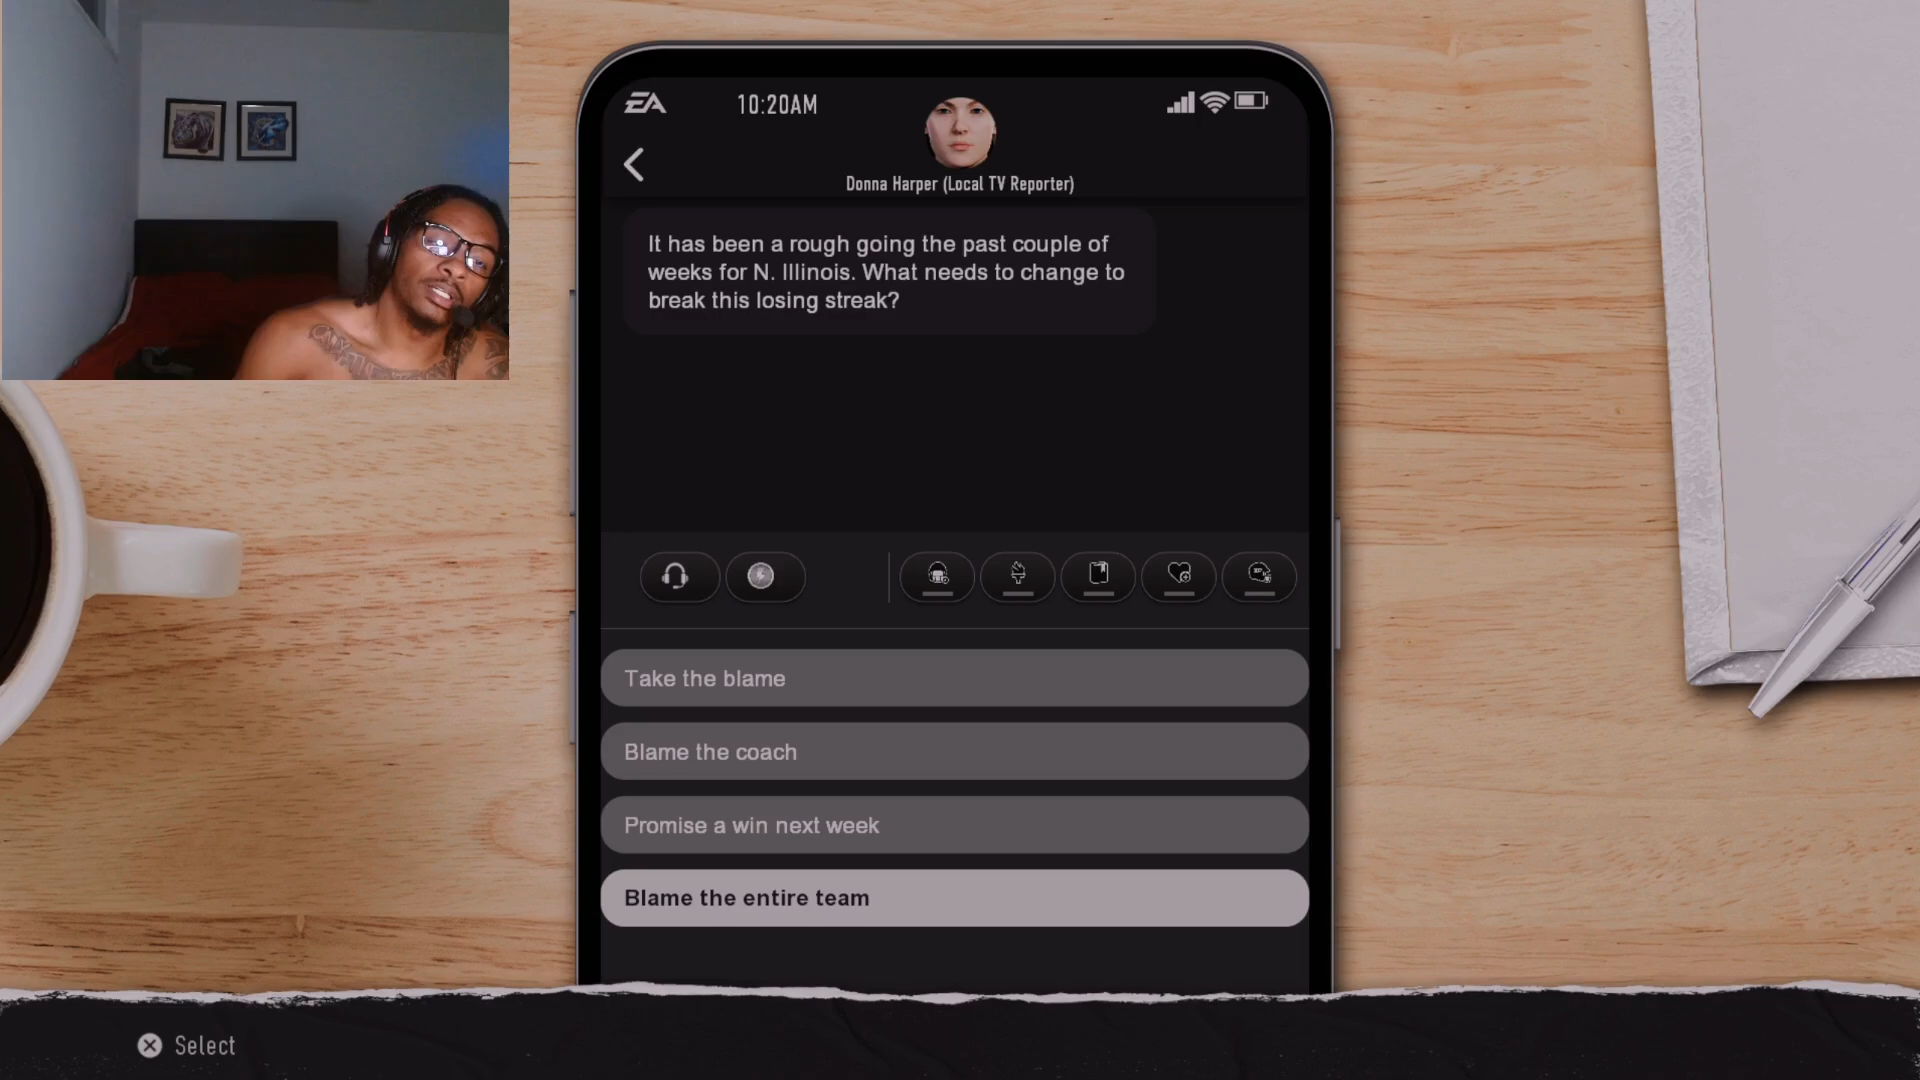 EA
10:20AM
Donna Harper (Local TV Reporter)
It has been a rough going the past couple of
weeks for N. Illinois. What needs to change to
break this losing streak?
Take the blame
Blame the coach
Promise a win next week
Blame the entire team
Select